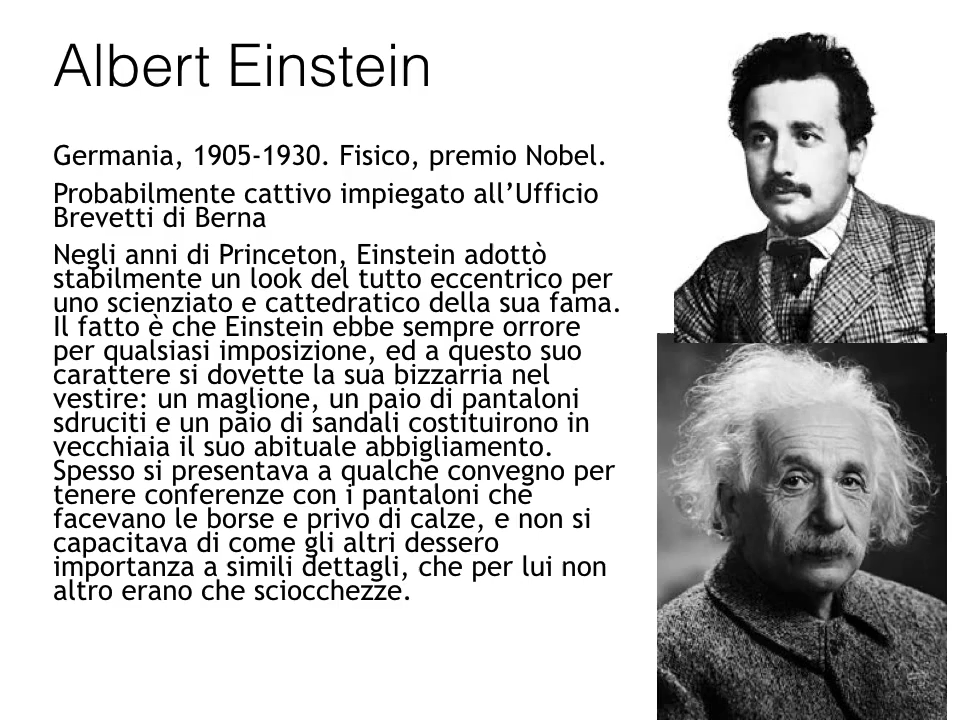 Albert Einstein
Germania, 1905-1930. Fisico, premio Nobel.
Probabilmente cattivo impiegato all’Ufficio
Brevetti di Berna
Negli anni di Princeton, Einstein adottò
stabilmente un look del tutto eccentrico per
uno scienziato e cattedratico della sua fama.
Il fatto è che Einstein ebbe sempre orrore
per qualsiasi imposizione, ed a questo suo
carattere si dovette la sua bizzarria nel
vestire: un maglione, un paio di pantaloni
sdruciti e un paio di sandali costituirono in
vecchiaia il suo abituale abbigliamento.
Spesso si presentava a qualche convegno per
tenere conferenze con i pantaloni che
facevano le borse e privo di calze, e non si
capacitava di come gli altri dessero
importanza a simili dettagli, che per lui non
altro erano che sciocchezze.